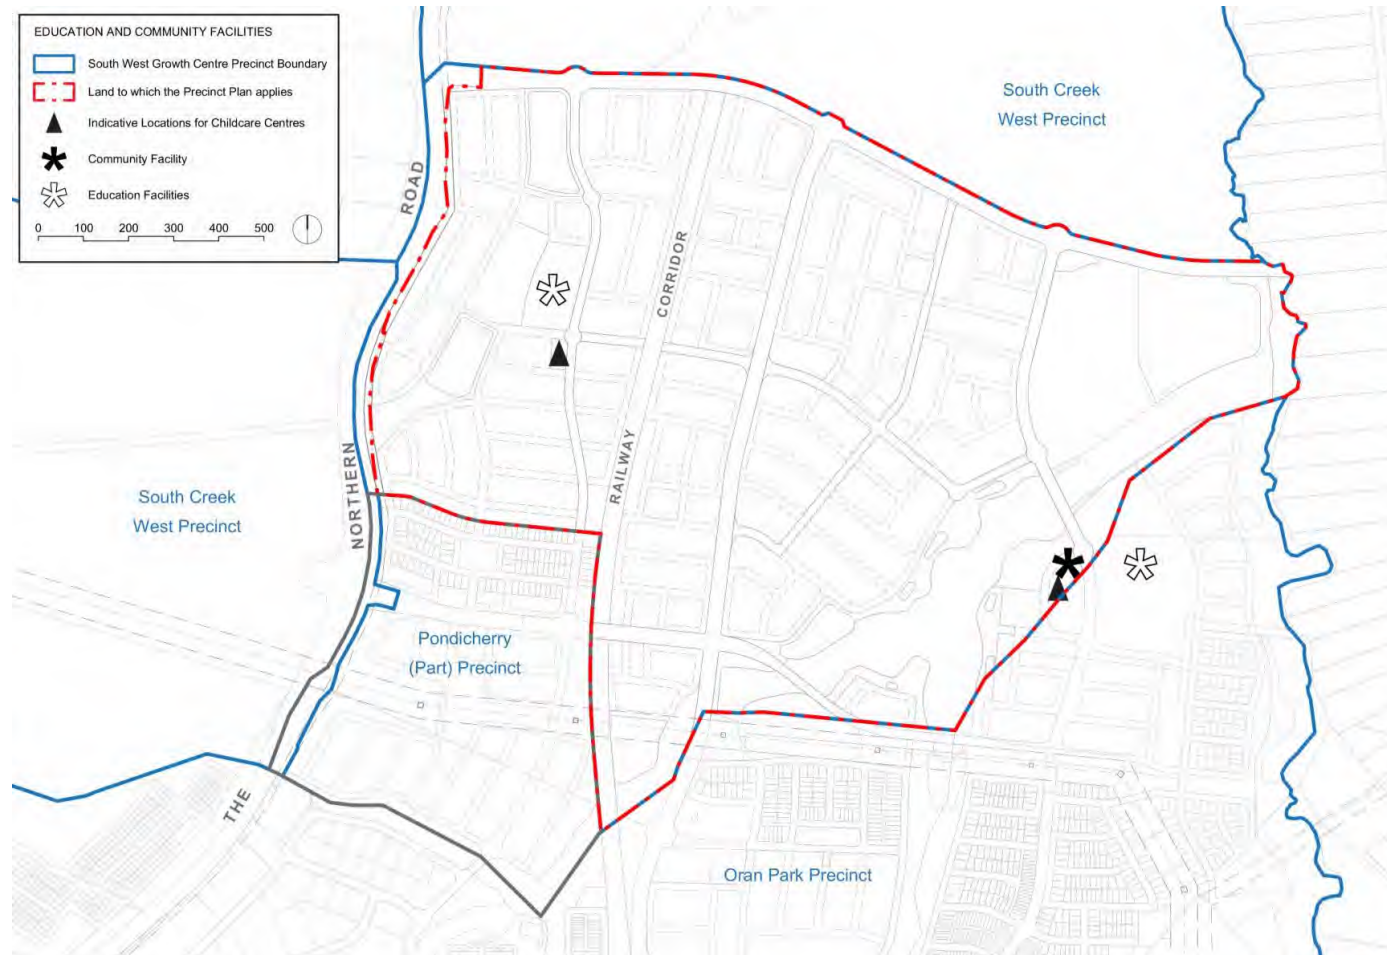 EDUCATION AND COMMUNITY FACILITIES
South West Growth Centre Precinct Boundary
Land to which the Precinct Plan applies
Indicative Locations for Childcare Centres
Community Facility
Education Facilities
0 100 200 300 400 500
South Creek
West Precinct
ROAD
CORRIDOR
RAILWAY
NORTHERN
South Creek
West Precinct
Pondicherry
(Part) Precinct
THE
Oran Park Precinct